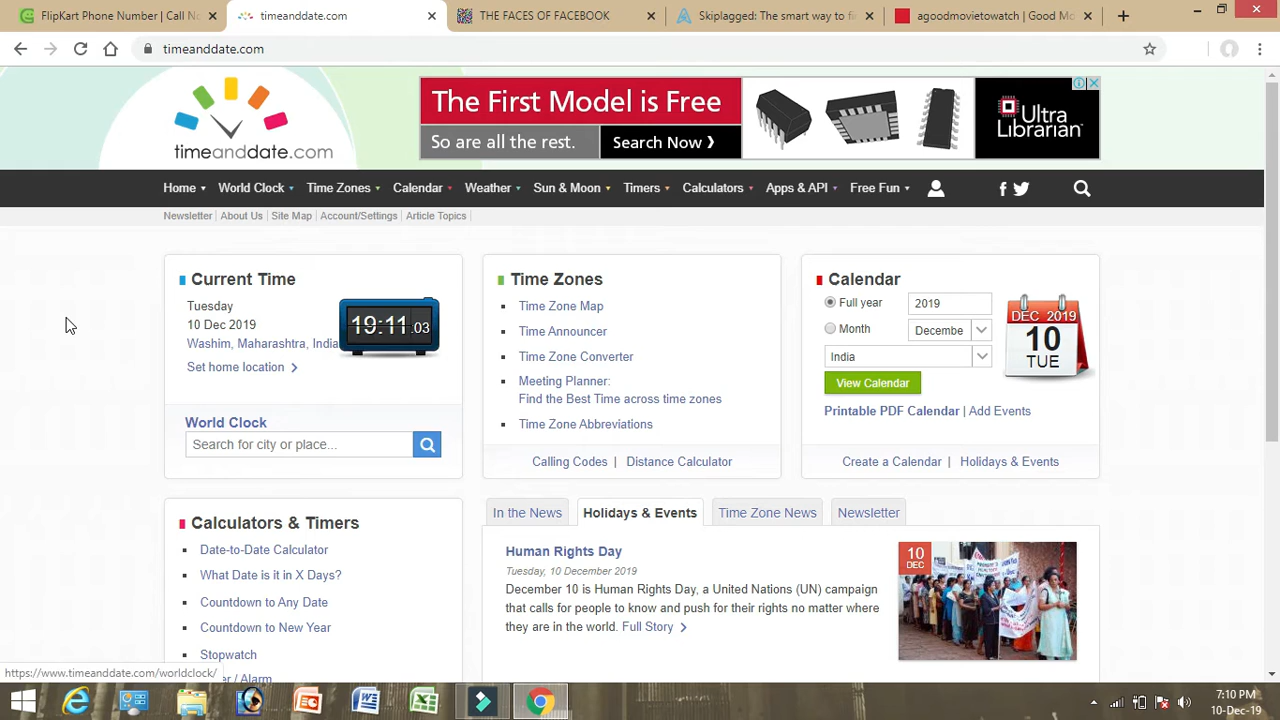 FlipKart Phone Number | Call No
timeanddate.com
THE FACES OF FACEBOOK
Skiplagged: The smart way to fi
agoodmovietowatch | Good Mo
timeanddate.com
timeanddate.com
The First Model is Free
So are all the rest.
Search Now ❯
Ultra
Librarian
Home
World Clock
Time Zones
Calendar
Weather
Sun & Moon
Timers
Calculators
Apps & API
Free Fun
Newsletter
About Us
Site Map
Account/Settings
Article Topics
Current Time
Tuesday
10 Dec 2019
Washim, Maharashtra, India
Set home location
19:11:03
World Clock
Search for city or place...
Time Zones
Time Zone Map
Time Announcer
Time Zone Converter
Meeting Planner:
Find the Best Time across time zones
Time Zone Abbreviations
Calling Codes | Distance Calculator
Calendar
Full year 2019
Month Decembe
India
View Calendar
DEC 2019
10
TUE
Printable PDF Calendar | Add Events
Create a Calendar | Holidays & Events
Calculators & Timers
Date-to-Date Calculator
What Date is it in X Days?
Countdown to Any Date
Countdown to New Year
Stopwatch
/ Alarm
In the News
Holidays & Events
Time Zone News
Newsletter
Human Rights Day
Tuesday, 10 December 2019
December 10 is Human Rights Day, a United Nations (UN) campaign
that calls for people to know and push for their rights no matter where
they are in the world. Full Story
10
DEC
https://www.timeanddate.com/worldclock/
7:10 PM
10-Dec-19